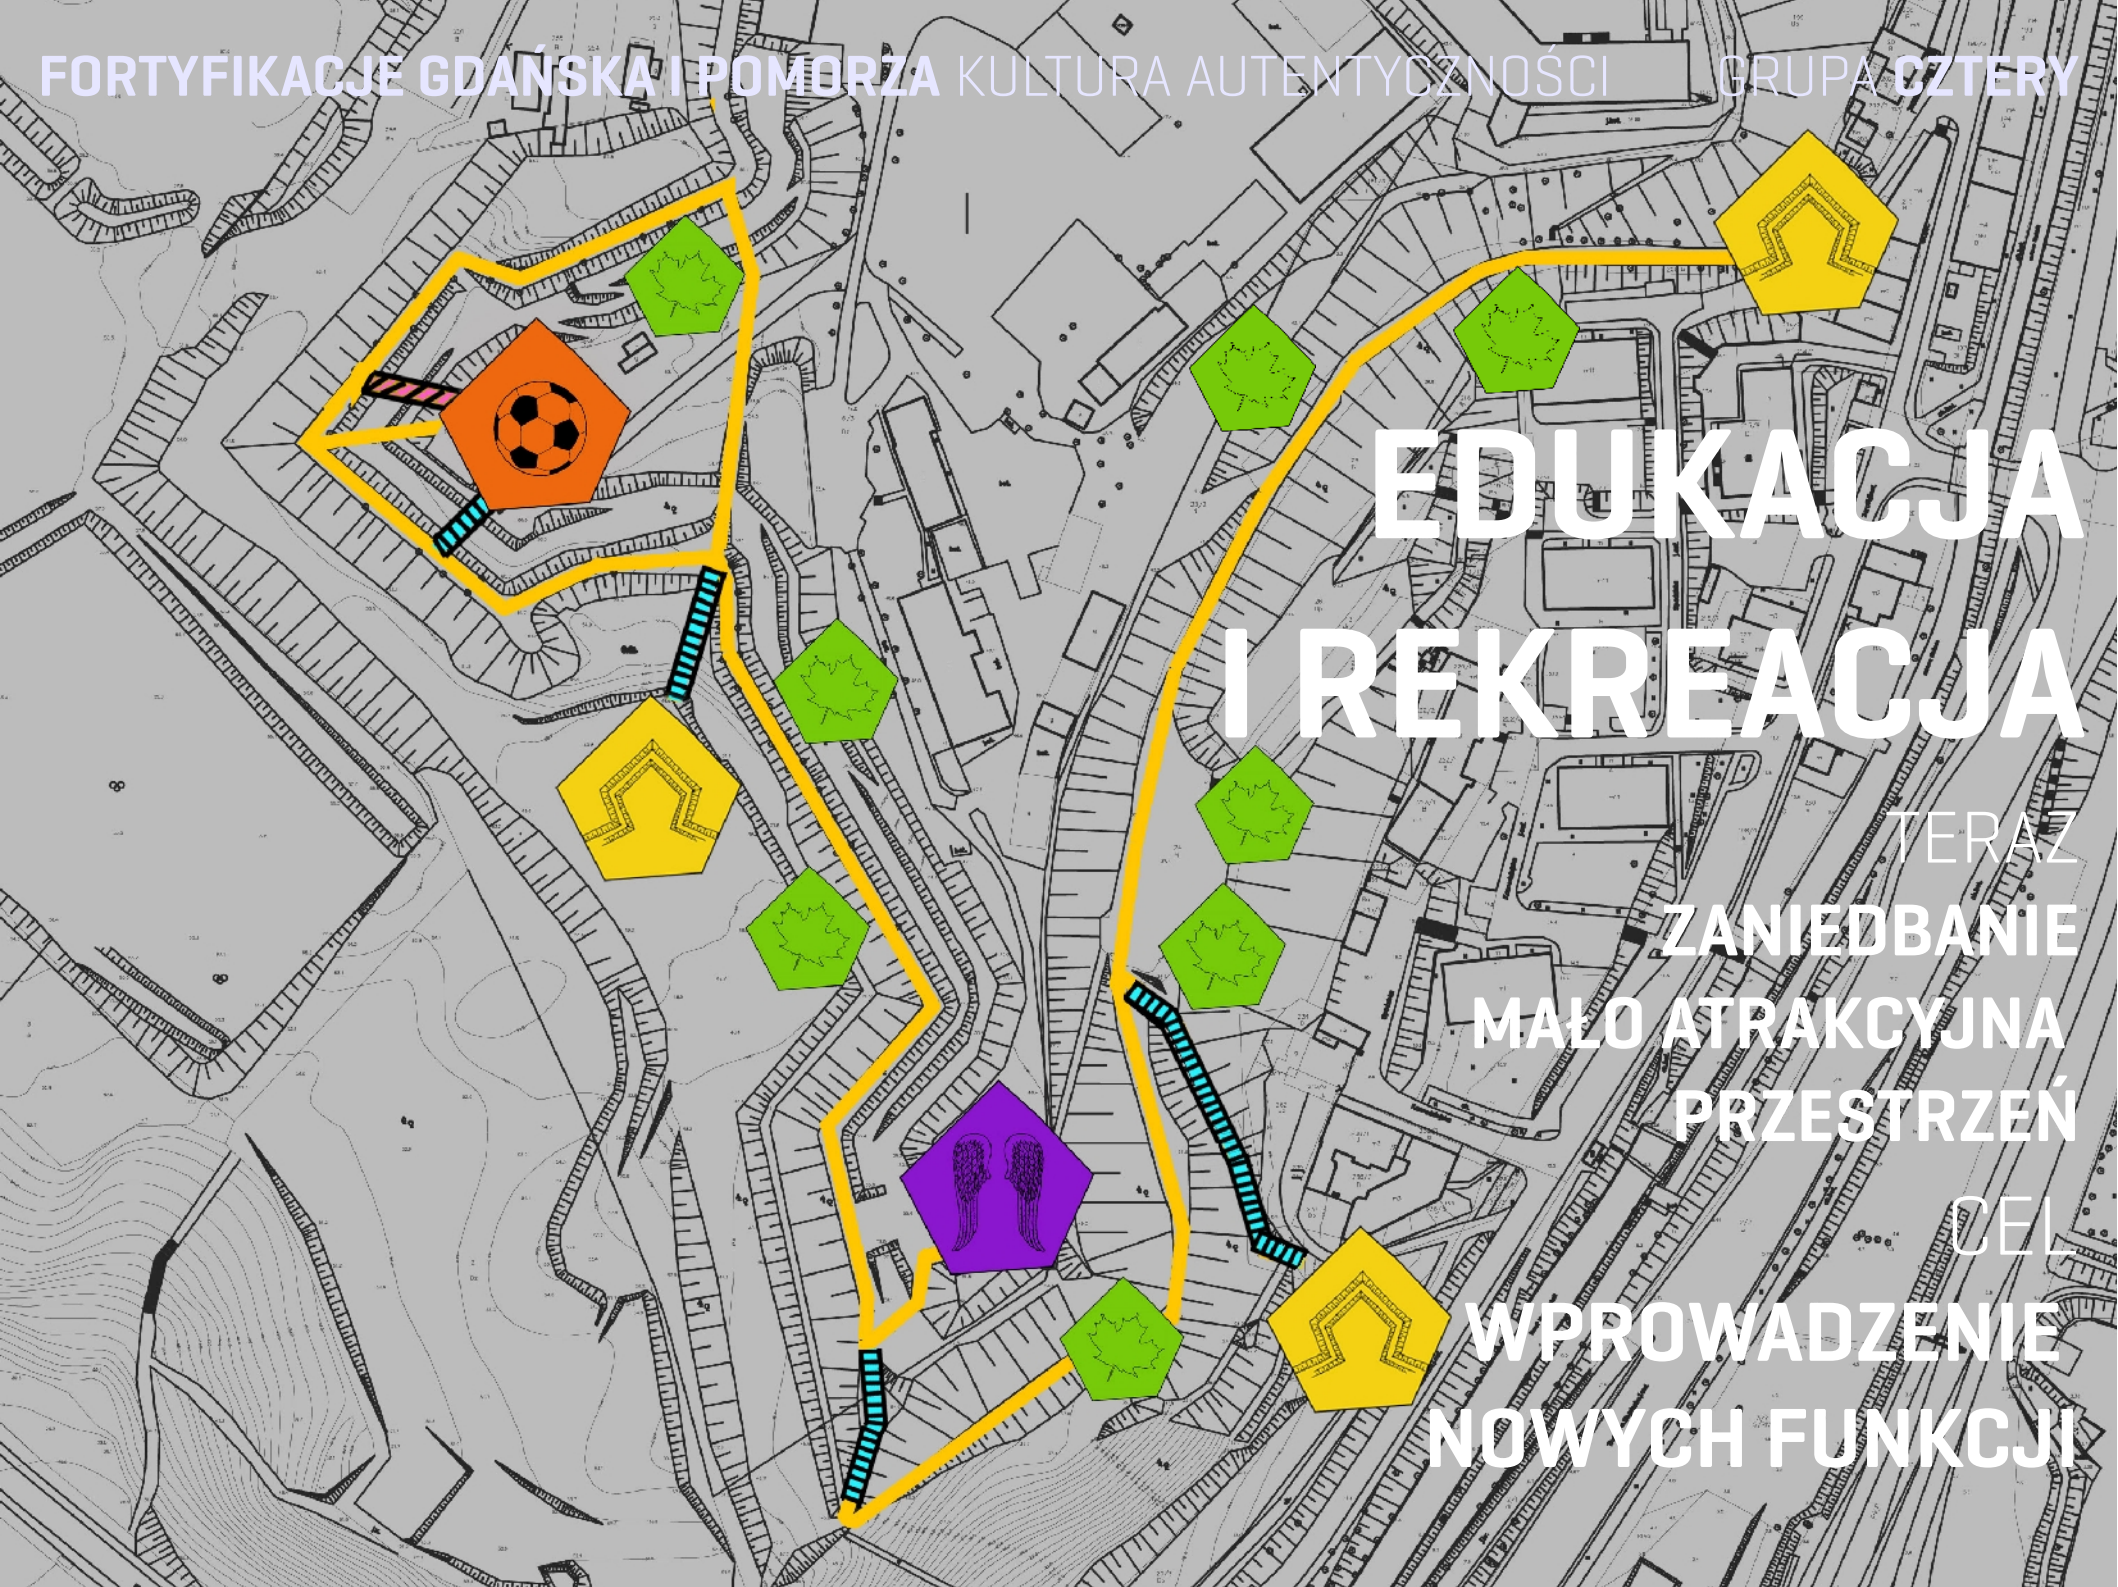 FORTYFIKACJE GDAŃSKA I POMORZA KULTURA AUTENTYCZNOŚCI GRUPA CZTERY
EDUKACJA
I REKREACJA
TERAZ
ZANIEDBANIE
MAŁO ATRAKCYJNA
PRZESTRZEŃ
CEL
WPROWADZENIE
NOWYCH FUNKCJI